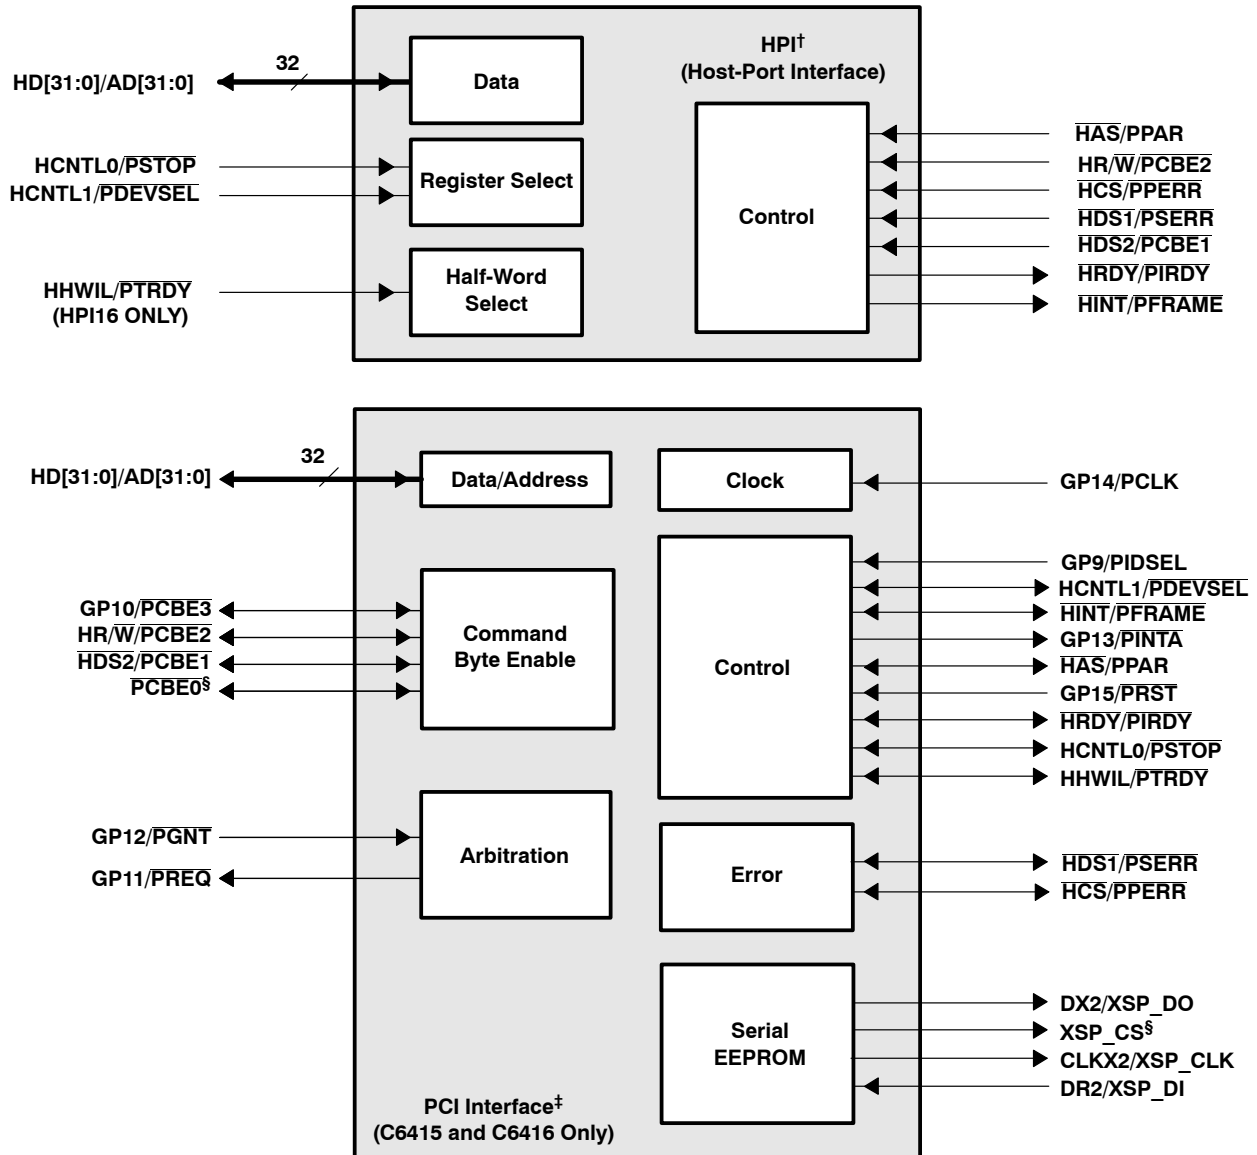 HPI†
(Host-Port Interface)
32
HD[31:0]/AD[31:0]
Data
HCNTL0/PSTOP
HCNTL1/PDEVSEL
Register Select
HHWIL/PTRDY
(HPI16 ONLY)
Half-Word
Select
Control
HAS/PPAR
HR/W/PCBE2
HCS/PPERR
HDS1/PSERR
HDS2/PCBE1
HRDY/PIRDY
HINT/PFRAME
32
HD[31:0]/AD[31:0]
Data/Address
Clock
GP14/PCLK
GP10/PCBE3
HR/W/PCBE2
HDS2/PCBE1
PCBE0§
Command
Byte Enable
Control
GP9/PIDSEL
HCNTL1/PDEVSEL
HINT/PFRAME
GP13/PINTA
HAS/PPAR
GP15/PRST
HRDY/PIRDY
HCNTL0/PSTOP
HHWIL/PTRDY
GP12/PGNT
GP11/PREQ
Arbitration
Error
HDS1/PSERR
HCS/PPERR
Serial
EEPROM
DX2/XSP_DO
XSP_CS§
CLKX2/XSP_CLK
DR2/XSP_DI
PCI Interface‡
(C6415 and C6416 Only)